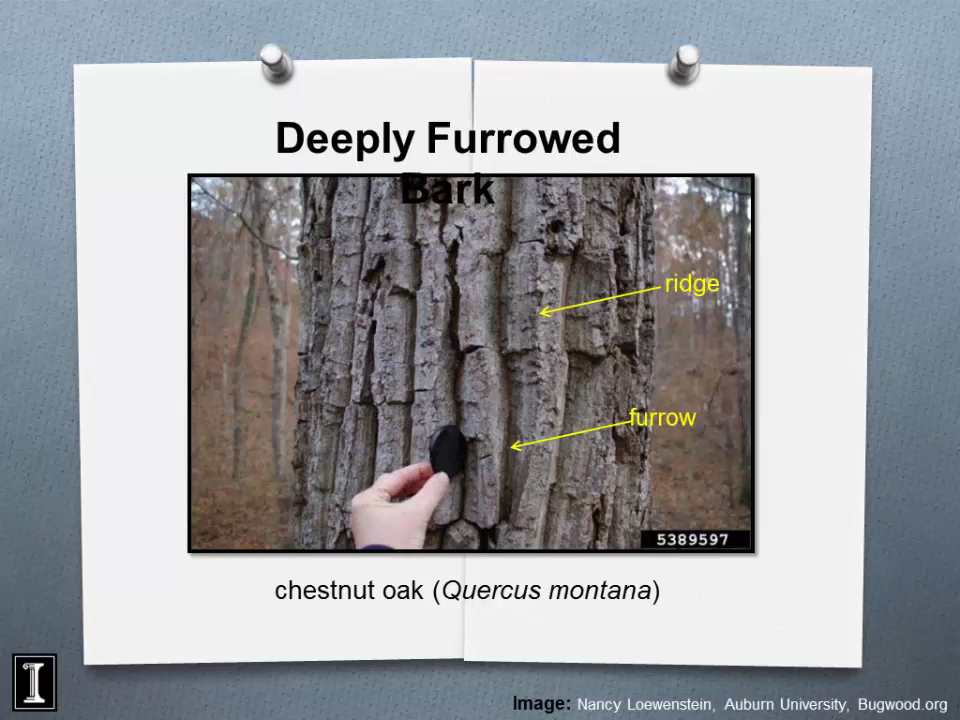 Deeply Furrowed
Bark
ridge
furrow
5389597
chestnut oak (Quercus montana)
I
Image: Nancy Loewenstein, Auburn University, Bugwood.org